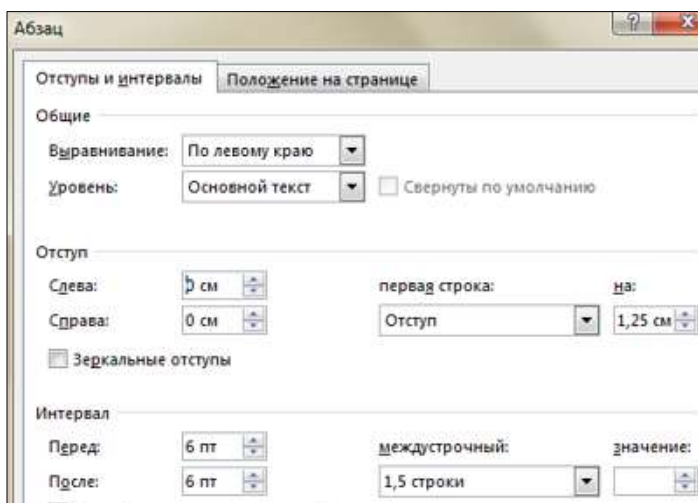 Абзац
Отступы и интервалы Положение на странице
Общие
Выравнивание: По левому краю
Уровень: Основной текст Свернуты по умолчанию
Отступ
Слева: 0 см первая строка: на:
Справа: 0 см Отступ 1,25 см
Зеркальные отступы
Интервал
Перед: 6 пт междустрочный: значение:
После: 6 пт 1,5 строки